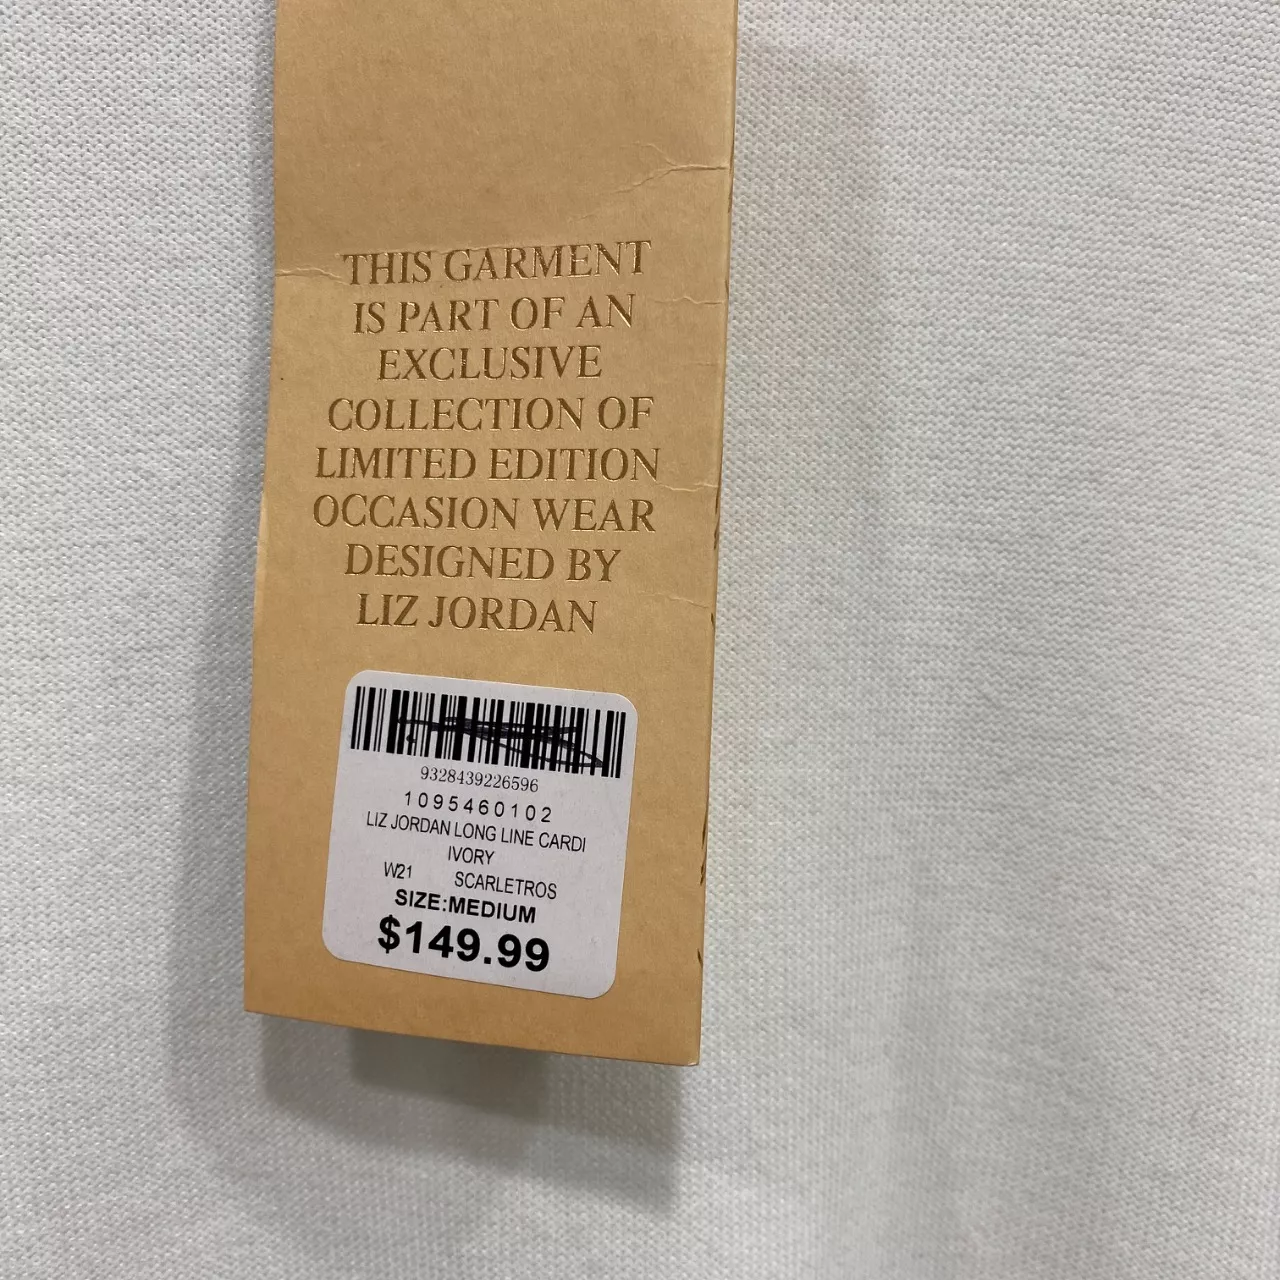 THIS GARMENT
IS PART OF AN
EXCLUSIVE
COLLECTION OF
LIMITED EDITION
OCCASION WEAR
DESIGNED BY
LIZ JORDAN
9328439226596
1095460102
LIZ JORDAN LONG LINE CARDI
IVORY
W21 SCARLETROS
SIZE:MEDIUM
$149.99